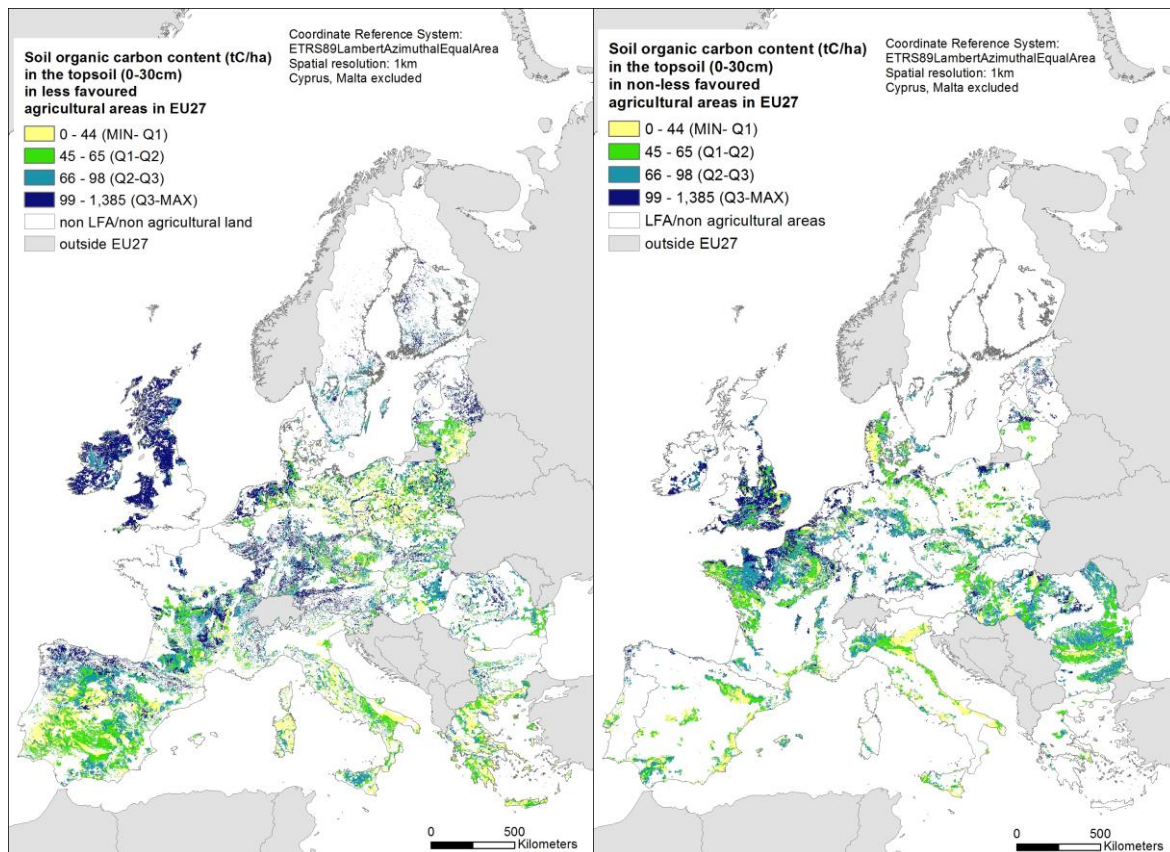 Soil organic carbon content (tC/ha)
in the topsoil (0-30cm)
in less favoured
agricultural areas in EU27
0 - 44 (MIN- Q1)
45 - 65 (Q1-Q2)
66 - 98 (Q2-Q3)
99 - 1,385 (Q3-MAX)
non LFA/non agricultural land
outside EU27
Coordinate Reference System:
ETRS89LambertAzimuthalEqualArea
Spatial resolution: 1km
Cyprus, Malta excluded
0 500
Kilometers
Soil organic carbon content (tC/ha)
in the topsoil (0-30cm)
in non-less favoured
agricultural areas in EU27
0 - 44 (MIN- Q1)
45 - 65 (Q1-Q2)
66 - 98 (Q2-Q3)
99 - 1,385 (Q3-MAX)
LFA/non agricultural areas
outside EU27
Coordinate Reference System:
ETRS89LambertAzimuthalEqualArea
Spatial resolution: 1km
Cyprus, Malta excluded
0 500
Kilometers